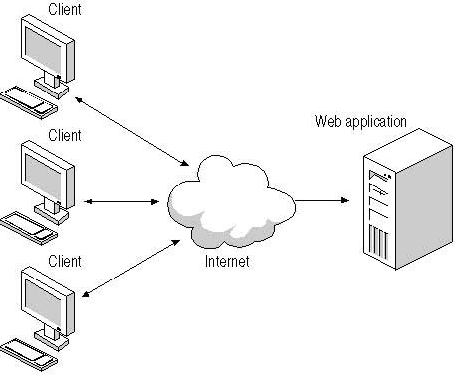 Client
Client
Web application
Client
Internet